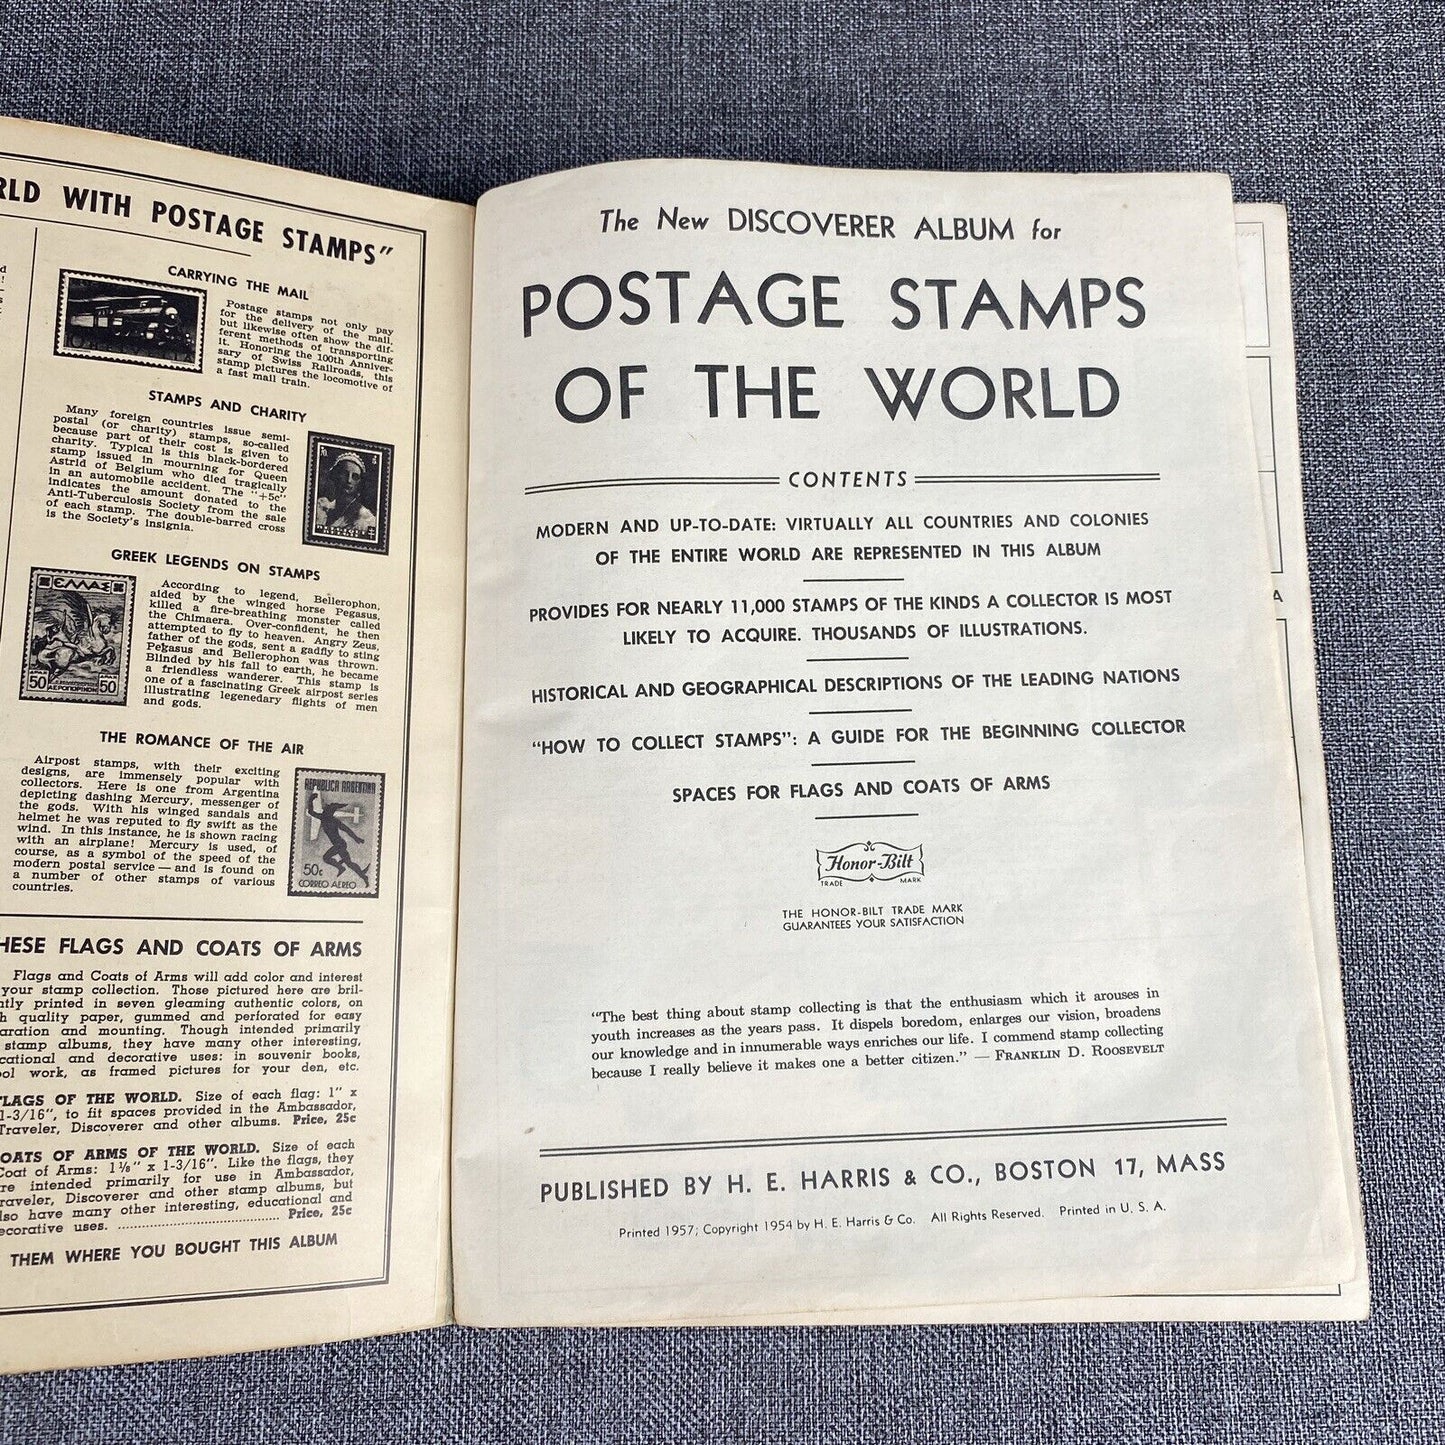 RLD WITH POSTAGE STAMPS"
CARRYING THE MAIL
Postage stamps not only pay
for the delivery of the mail,
but likewise often show the dif-
ferent methods of transporting
it. Honoring the 100th Anniver-
sary of Swiss Railroads, this
stamp pictures the locomotive of
a fast mail train.
STAMPS AND CHARITY
Many foreign countries issue semi-
postal (or charity) stamps, so-called
because part of their cost is given to
charity. Typical is this black-bordered
stamp issued in mourning for Queen
Astrid of Belgium who died tragically
in an automobile accident. The "+5c"
indicates the amount donated to the
Anti-Tuberculosis Society from the sale
of each stamp. The double-barred cross
is the Society's insignia.
GREEK LEGENDS ON STAMPS
ΕΛΛΑΣ
50
50
ΑΕΡΟΠΟΡΙΚΟΝ
According to legend, Bellerophon,
aided by the winged horse Pegasus,
killed a fire-breathing monster called
the Chimaera. Over-confident, he then
attempted to fly to heaven. Angry Zeus,
father of the gods, sent a gadfly to sting
Pegasus and Bellerophon was thrown.
Blinded by his fall to earth, he became
a friendless wanderer. This stamp is
one of a fascinating Greek airpost series
illustrating legendary flights of men
and gods.
THE ROMANCE OF THE AIR
Airpost stamps, with their exciting
designs, are immensely popular with
collectors. Here is one from Argentina
depicting dashing Mercury, messenger of
the gods. With his winged sandals and
helmet he was reputed to fly swift as the
wind. In this instance, he is shown racing
with an airplane! Mercury is used, of
course, as a symbol of the speed of the
modern postal service — and is found on
a number of other stamps of various
countries.
REPUBLICA ARGENTINA
50c
CORREO AEREO
HESE FLAGS AND COATS OF ARMS
Flags and Coats of Arms will add color and interest
your stamp collection. Those pictured here are bril-
ntly printed in seven gleaming authentic colors, on
h quality paper, gummed and perforated for easy
aration and mounting. Though intended primarily
stamp albums, they have many other interesting,
cational and decorative uses: in souvenir books,
ool work, as framed pictures for your den, etc.
FLAGS OF THE WORLD. Size of each flag: 1" x
1-3/16", to fit spaces provided in the Ambassador,
Traveler, Discoverer and other albums. Price, 25c
COATS OF ARMS OF THE WORLD. Size of each
Coat of Arms: 1⅛" x 1-3/16". Like the flags, they
re intended primarily for use in Ambassador,
raveler, Discoverer and other stamp albums, but
lso have many other interesting, educational and
ecorative uses. .......................... Price, 25c
THEM WHERE YOU BOUGHT THIS ALBUM
The New DISCOVERER ALBUM for
POSTAGE STAMPS
OF THE WORLD
CONTENTS
MODERN AND UP-TO-DATE: VIRTUALLY ALL COUNTRIES AND COLONIES
OF THE ENTIRE WORLD ARE REPRESENTED IN THIS ALBUM
PROVIDES FOR NEARLY 11,000 STAMPS OF THE KINDS A COLLECTOR IS MOST
LIKELY TO ACQUIRE. THOUSANDS OF ILLUSTRATIONS.
HISTORICAL AND GEOGRAPHICAL DESCRIPTIONS OF THE LEADING NATIONS
"HOW TO COLLECT STAMPS": A GUIDE FOR THE BEGINNING COLLECTOR
SPACES FOR FLAGS AND COATS OF ARMS
Honor-Bilt
TRADE MARK
THE HONOR-BILT TRADE MARK
GUARANTEES YOUR SATISFACTION
"The best thing about stamp collecting is that the enthusiasm which it arouses in
youth increases as the years pass. It dispels boredom, enlarges our vision, broadens
our knowledge and in innumerable ways enriches our life. I commend stamp collecting
because I really believe it makes one a better citizen." — FRANKLIN D. ROOSEVELT
PUBLISHED BY H. E. HARRIS & CO., BOSTON 17, MASS
Printed 1957; Copyright 1954 by H. E. Harris & Co. All Rights Reserved. Printed in U. S. A.
A